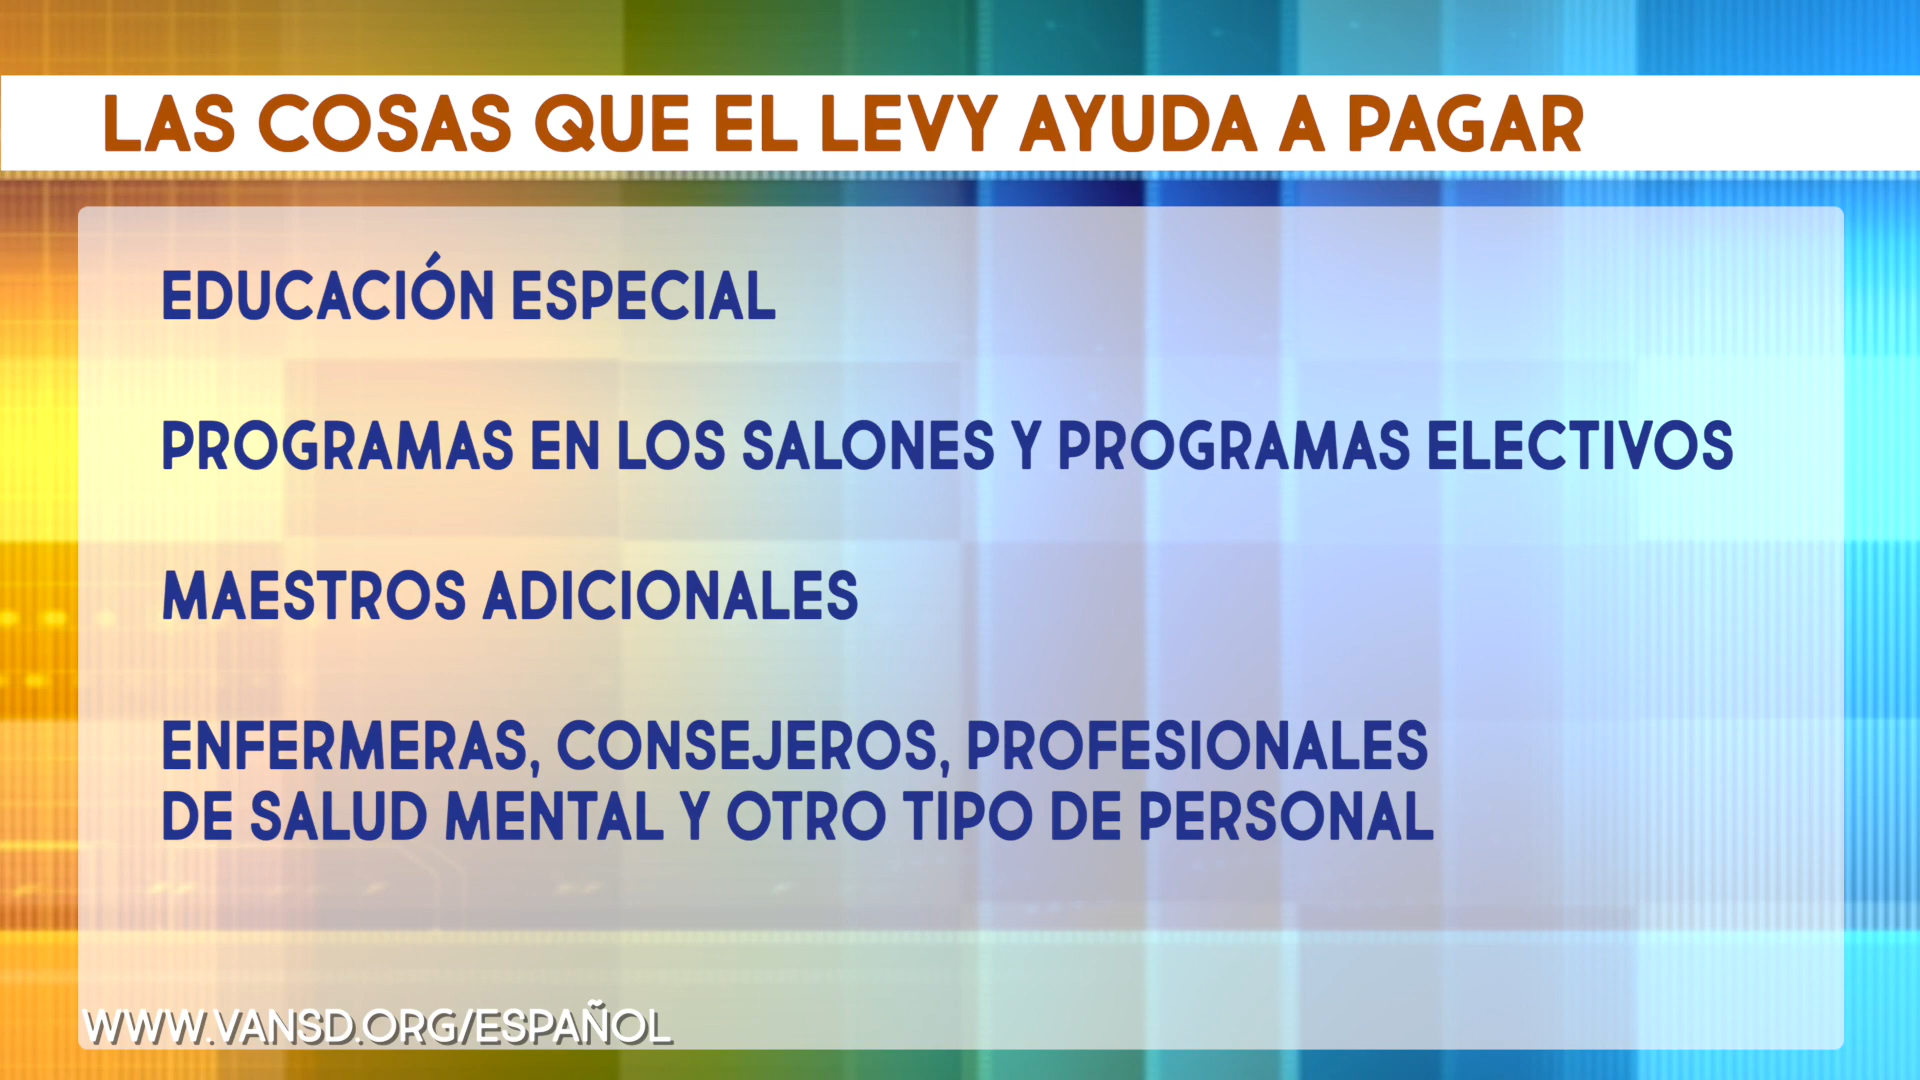 LAS COSAS QUE EL LEVY AYUDA A PAGAR
EDUCACIÓN ESPECIAL
PROGRAMAS EN LOS SALONES Y PROGRAMAS ELECTIVOS
MAESTROS ADICIONALES
ENFERMERAS, CONSEJEROS, PROFESIONALES
DE SALUD MENTAL Y OTRO TIPO DE PERSONAL
WWW.VANSD.ORG/ESPAÑOL